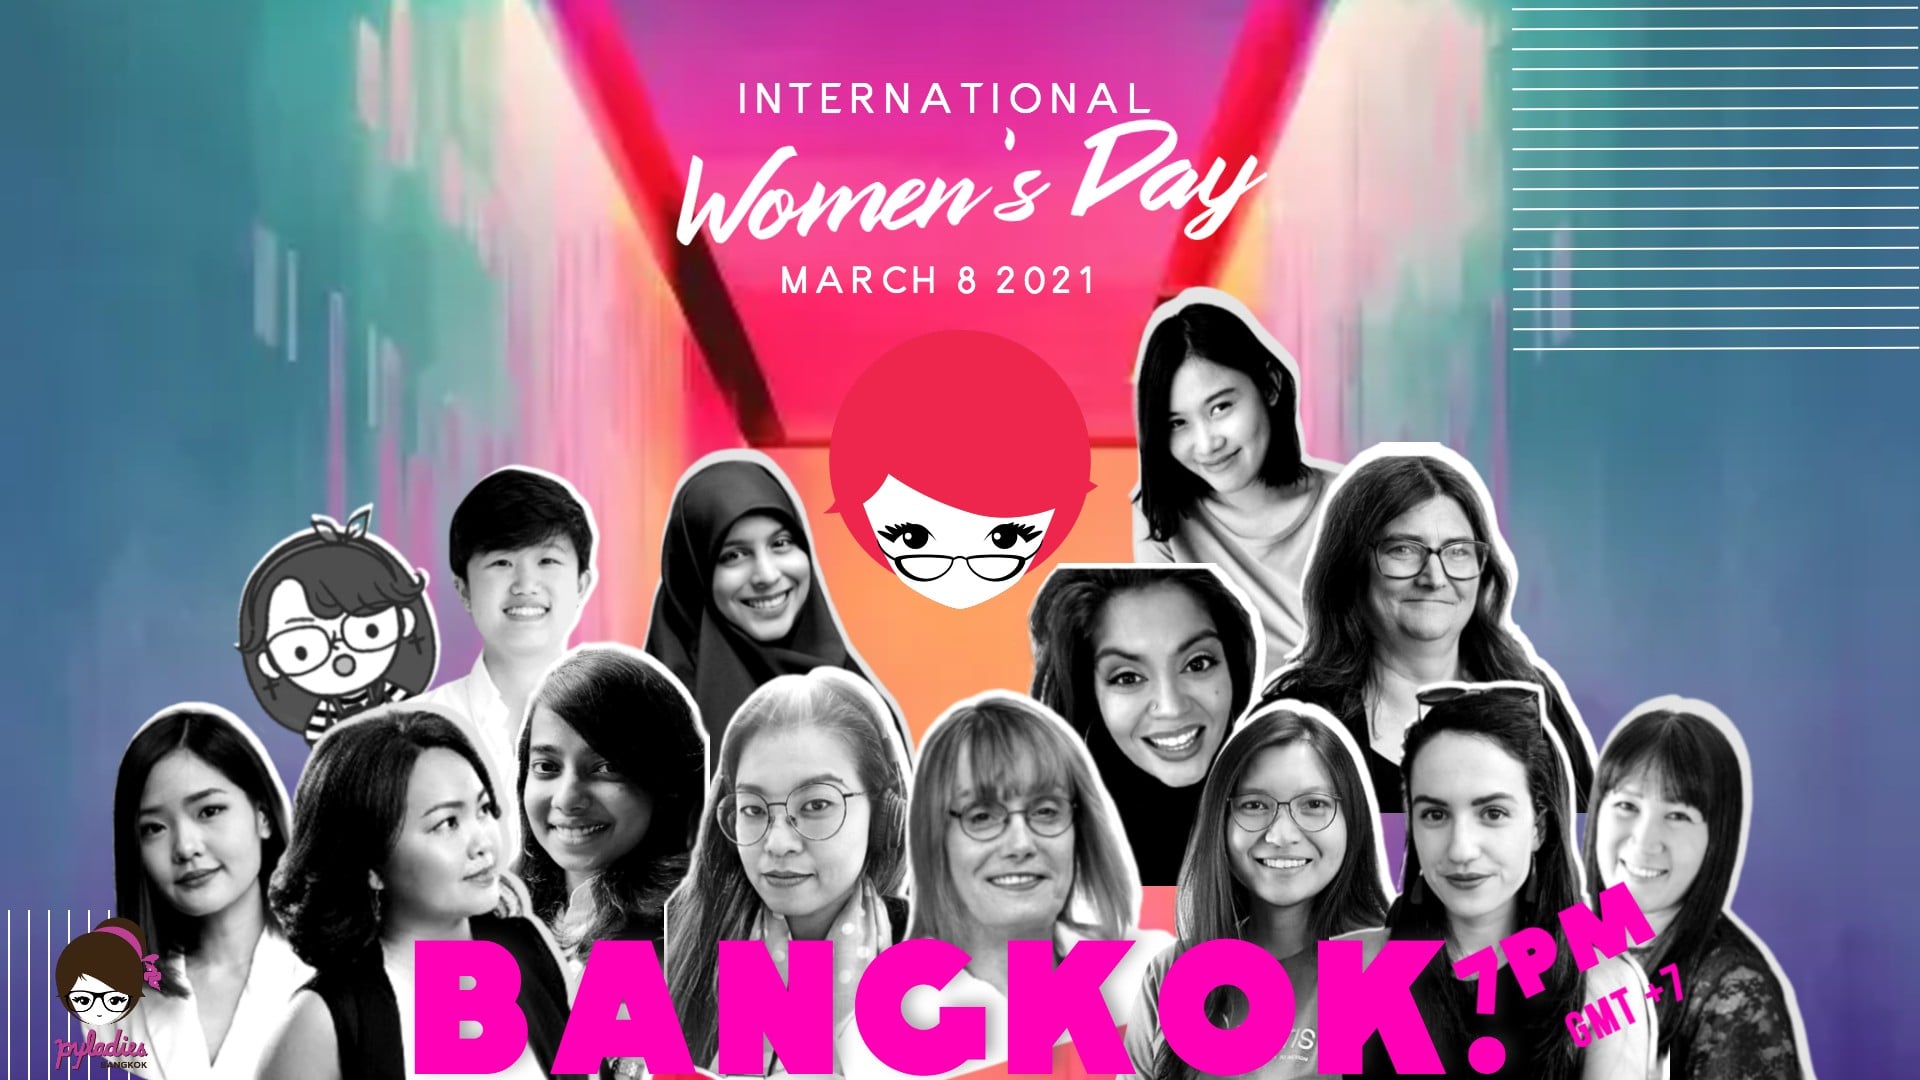 INTERNATIONAL
Women's Day
MARCH 8 2021
BANGKOK!
7PM
GMT +7
pyladies
BANGKOK